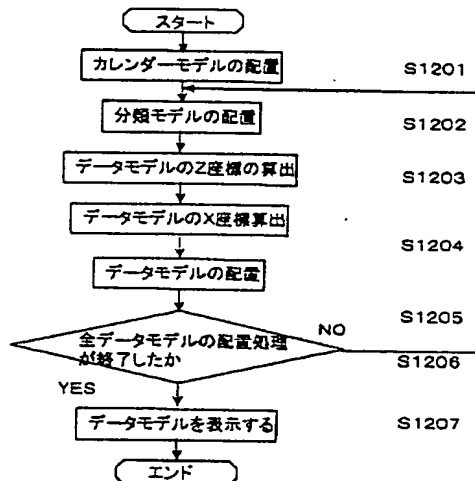 スタート
カレンダーモデルの配置
S1201
分類モデルの配置
S1202
データモデルのZ座標の算出
S1203
データモデルのX座標算出
S1204
データモデルの配置
S1205
全データモデルの配置処理
が終了したか
NO
S1206
YES
データモデルを表示する
S1207
エンド